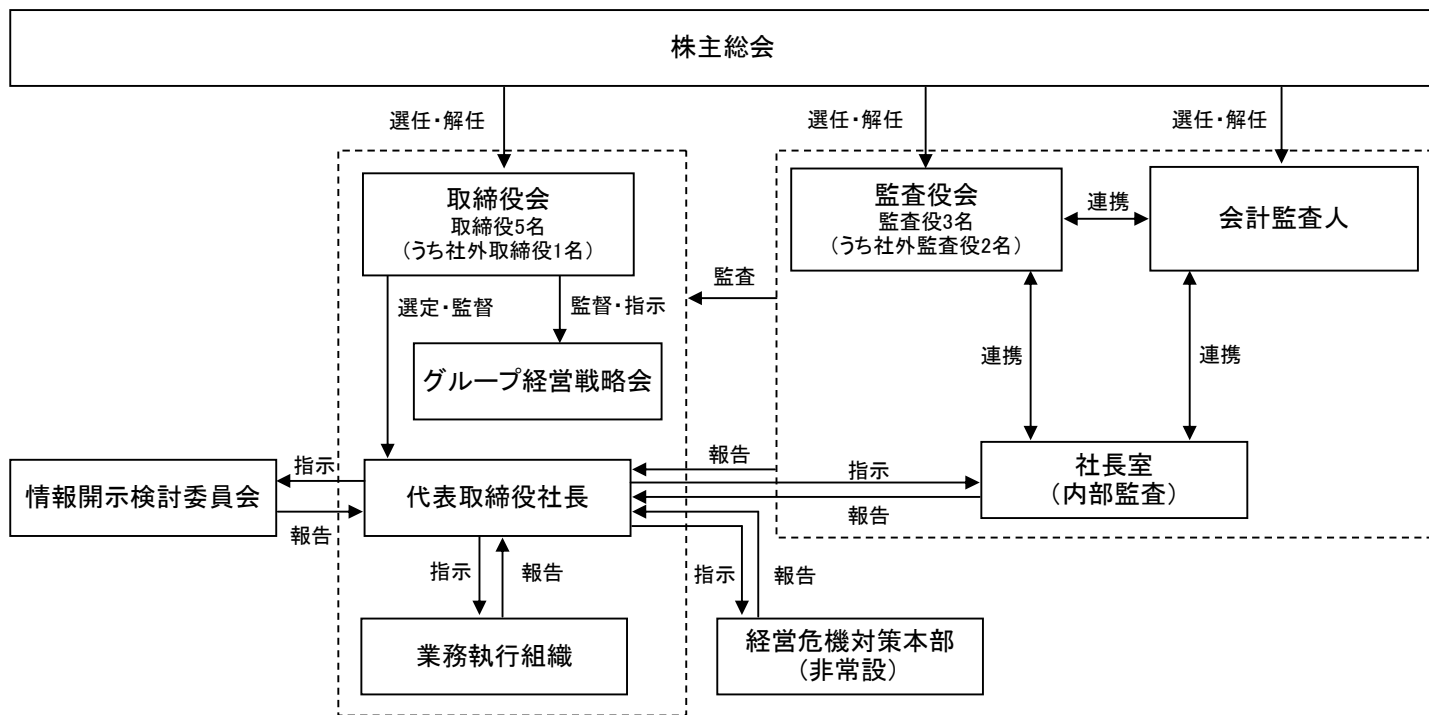 株主総会
選任・解任
選任・解任
選任・解任
取締役会
取締役5名
（うち社外取締役1名）
監査役会
監査役3名
（うち社外監査役2名）
連携
会計監査人
監査
選定・監督
監督・指示
グループ経営戦略会
連携
連携
情報開示検討委員会
指示
報告
代表取締役社長
報告
指示
報告
社長室
（内部監査）
指示
報告
指示
報告
業務執行組織
経営危機対策本部
（非常設）